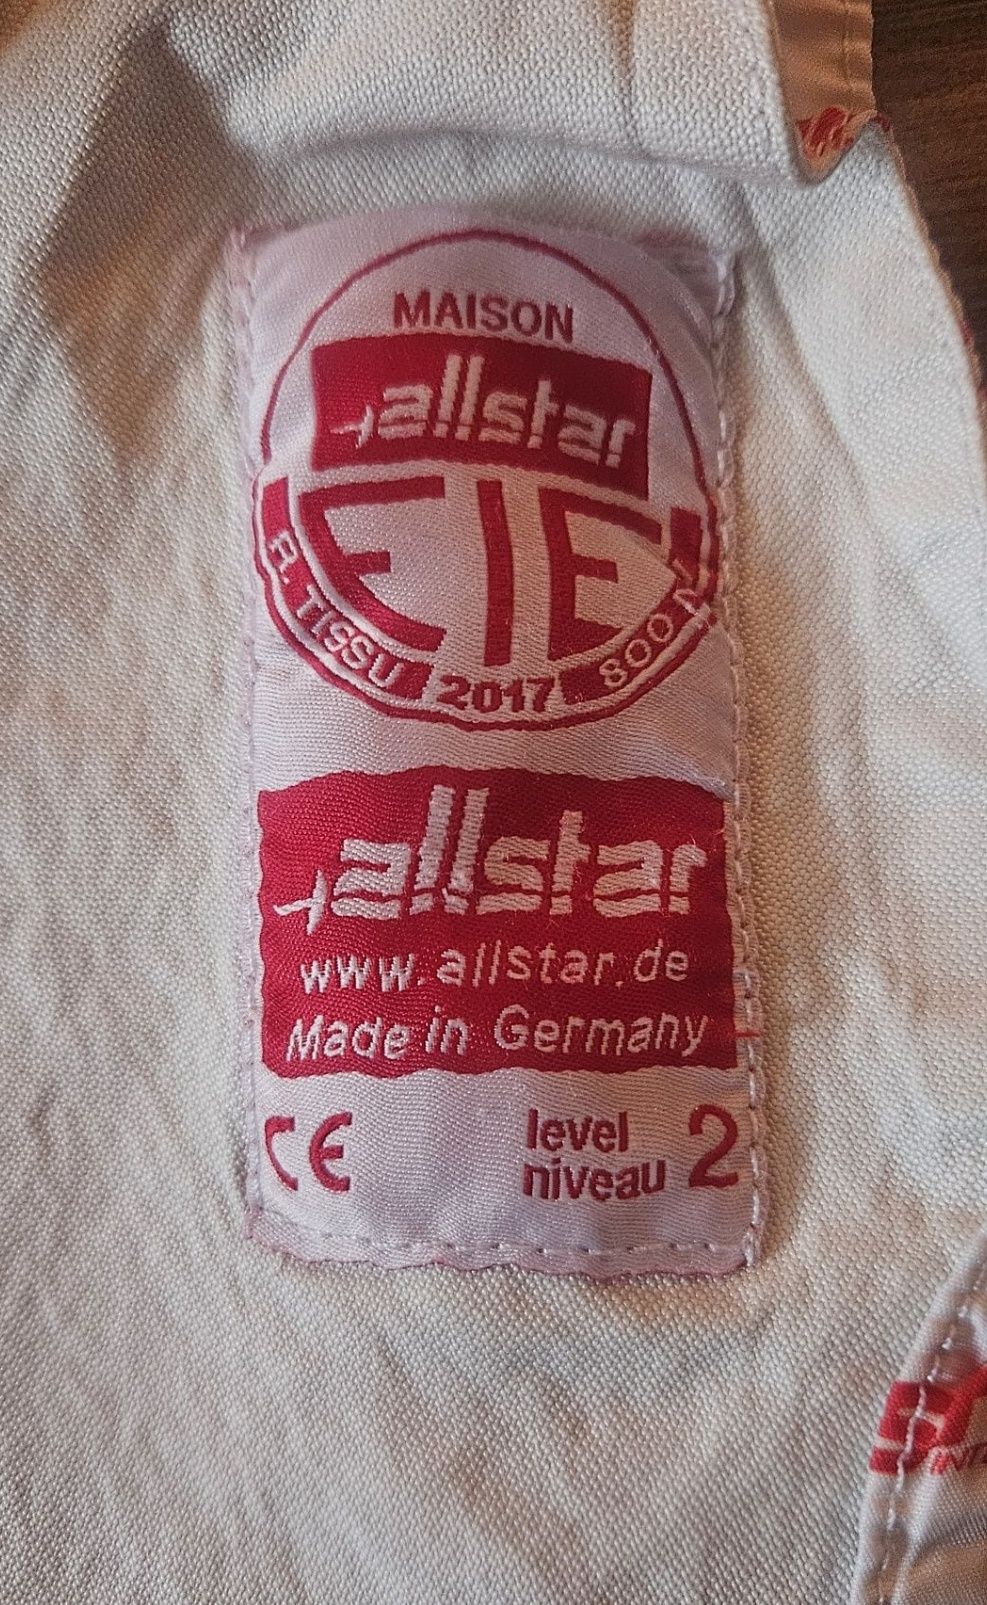 MAISON
allstar
FIE
R. TISSU 2017 800 N
allstar
www.allstar.de
Made in Germany
CE
level
niveau 2